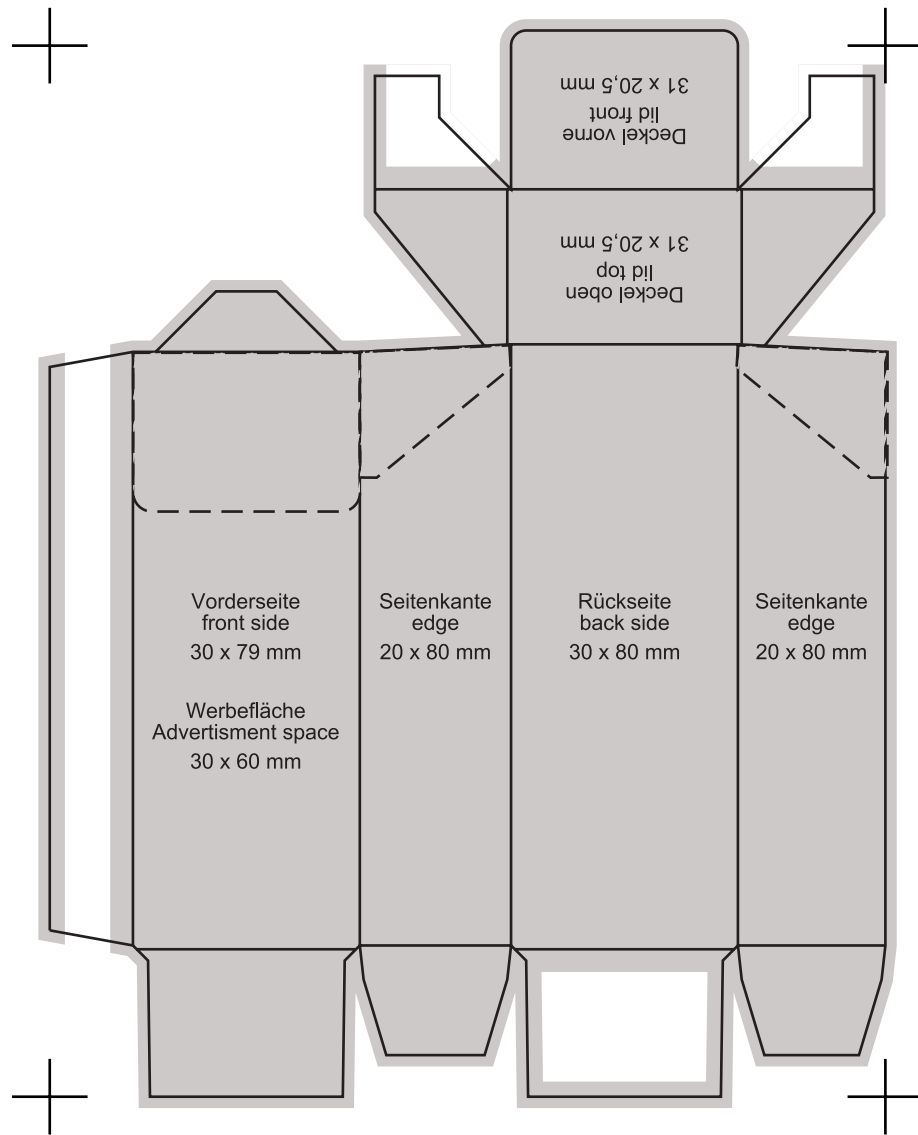 Deckel vorne
lid front
31 x 20,5 mm
Deckel oben
lid top
31 x 20,5 mm
Vorderseite
front side
30 x 79 mm
Werbefläche
Advertisment space
30 x 60 mm
Seitenkante
edge
20 x 80 mm
Rückseite
back side
30 x 80 mm
Seitenkante
edge
20 x 80 mm